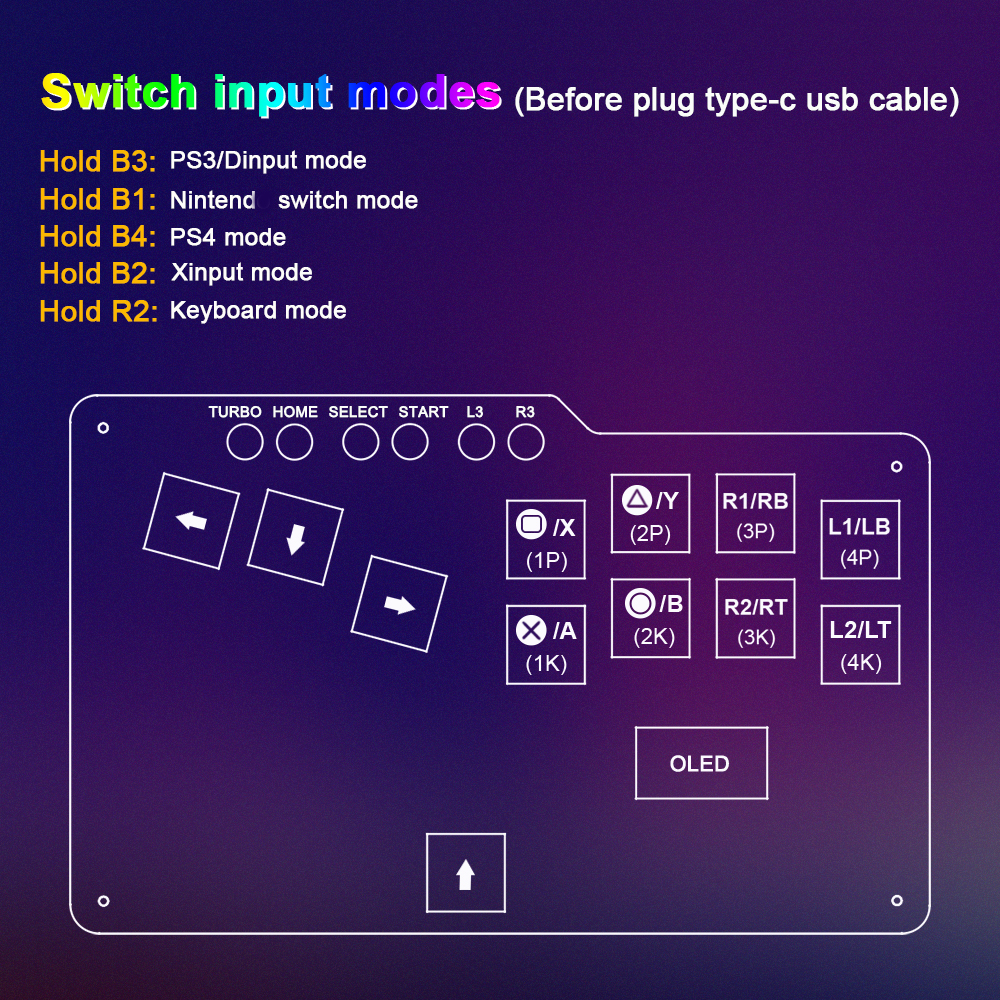 Switch input modes (Before plug type-c usb cable)
Hold B3: PS3/Dinput mode
Hold B1: Nintend switch mode
Hold B4: PS4 mode
Hold B2: Xinput mode
Hold R2: Keyboard mode
TURBO HOME SELECT START L3 R3
/X
(1P)
/Y
(2P)
R1/RB
(3P)
L1/LB
(4P)
/A
(1K)
/B
(2K)
R2/RT
(3K)
L2/LT
(4K)
OLED